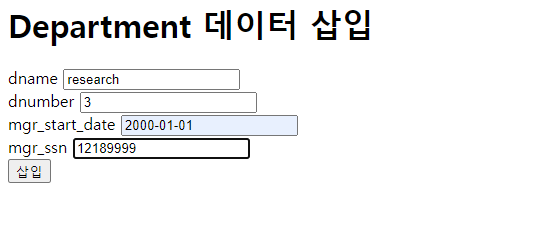 Department 데이터 삽입
dname research
dnumber 3
mgr_start_date 2000-01-01
mgr_ssn 12189999
삽입